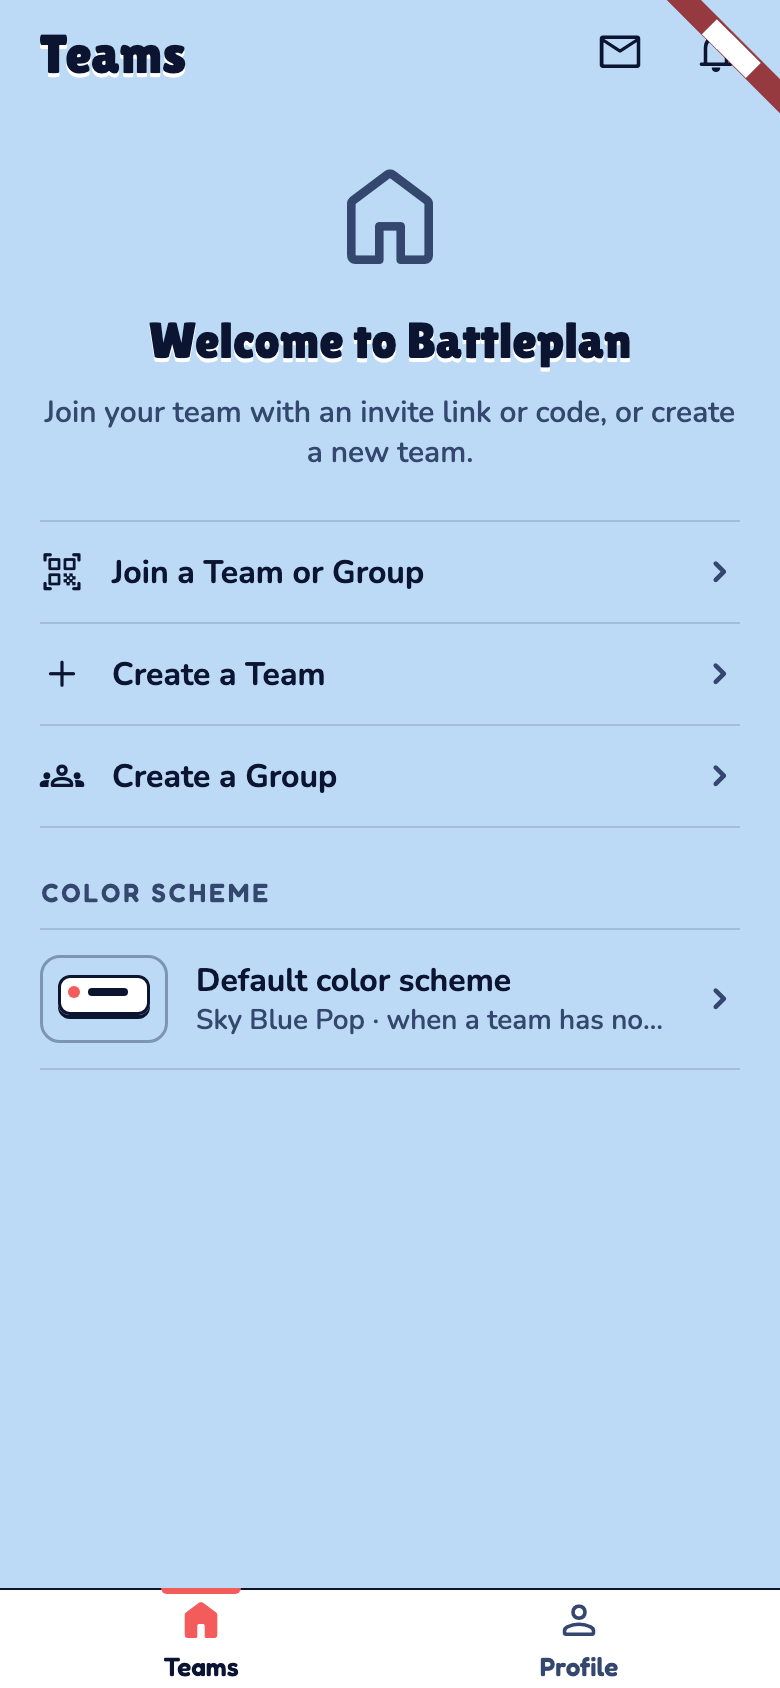 Teams
Welcome to Battleplan
Join your team with an invite link or code, or create
a new team.
Join a Team or Group
Create a Team
Create a Group
COLOR SCHEME
Default color scheme
Sky Blue Pop · when a team has no...
Teams
Profile